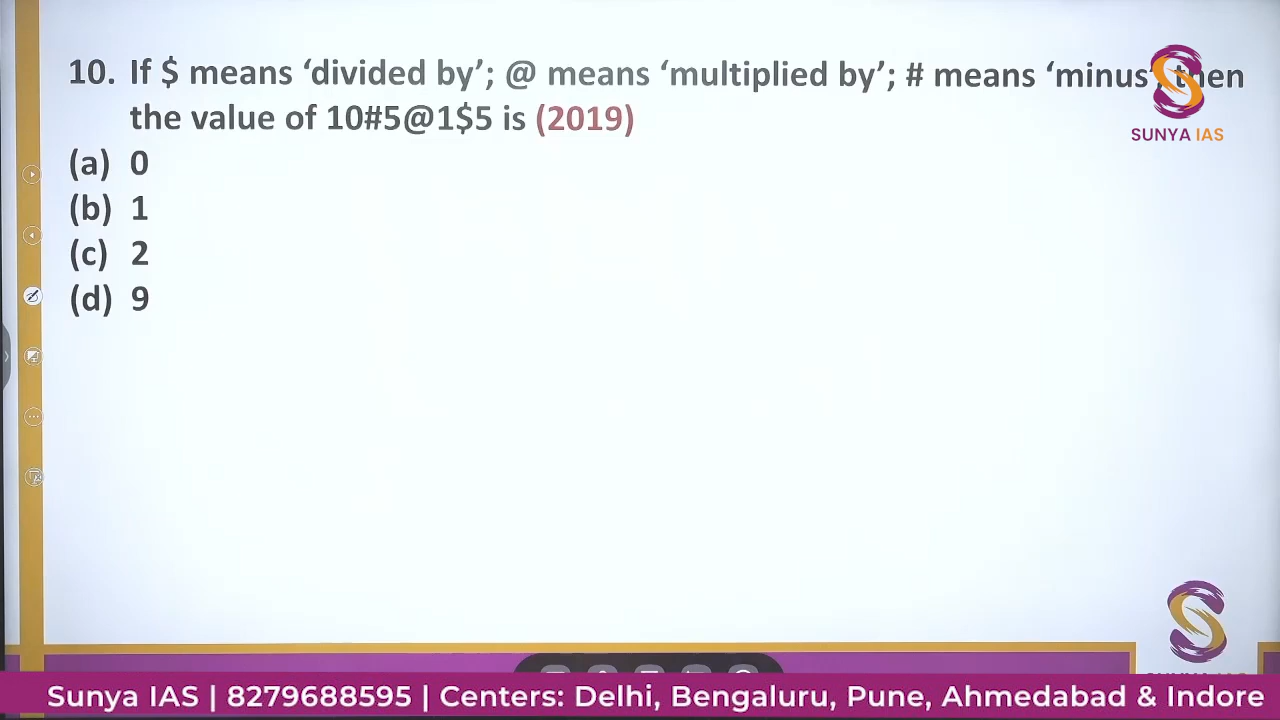 10. If $ means ‘divided by’; @ means ‘multiplied by’; # means ‘minus’, then
the value of 10#5@1$5 is (2019)
(a) 0
(b) 1
(c) 2
(d) 9
SUNYA IAS
Sunya IAS | 8279688595 | Centers: Delhi, Bengaluru, Pune, Ahmedabad & Indore